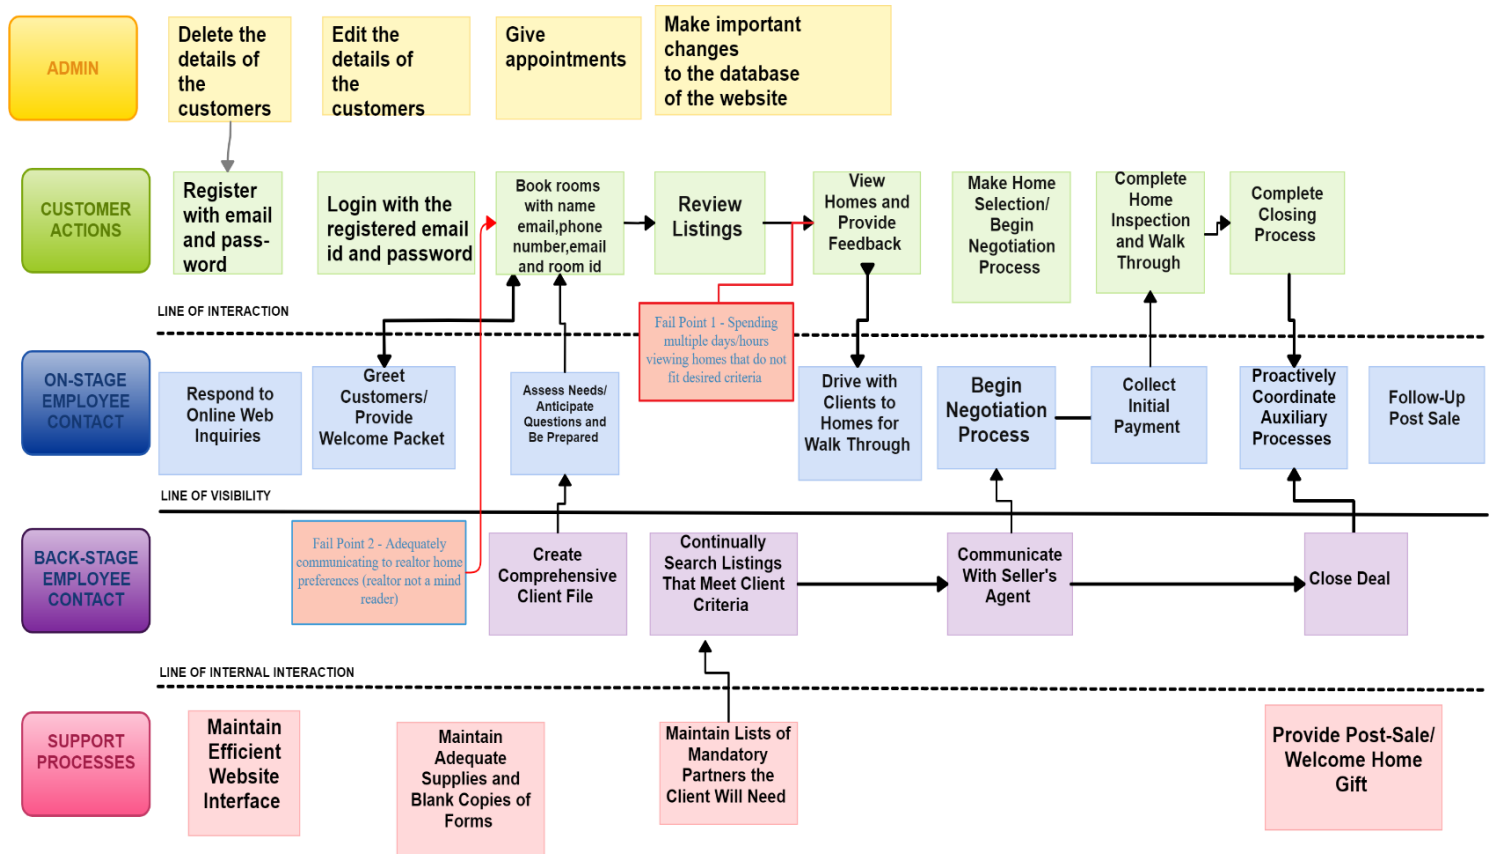 ADMIN
Delete the
details of
the
customers
Edit the
details of
the
customers
Give
appointments
Make important
changes
to the database
of the website
CUSTOMER
ACTIONS
Register
with email
and pass-
word
Login with the
registered email
id and password
Book rooms
with name
email,phone
number,email
and room id
Review
Listings
View
Homes and
Provide
Feedback
Make Home
Selection/
Begin
Negotiation
Process
Complete
Home
Inspection
and Walk
Through
Complete
Closing
Process
LINE OF INTERACTION
Fail Point 1 - Spending
multiple days/hours
viewing homes that do not
fit desired criteria
ON-STAGE
EMPLOYEE
CONTACT
Respond to
Online Web
Inquiries
Greet
Customers/
Provide
Welcome Packet
Assess Needs/
Anticipate
Questions and
Be Prepared
Drive with
Clients to
Homes for
Walk Through
Begin
Negotiation
Process
Collect
Initial
Payment
Proactively
Coordinate
Auxiliary
Processes
Follow-Up
Post Sale
LINE OF VISIBILITY
BACK-STAGE
EMPLOYEE
CONTACT
Fail Point 2 - Adequately
communicating to realtor home
preferences (realtor not a mind
reader)
Create
Comprehensive
Client File
Continually
Search Listings
That Meet Client
Criteria
Communicate
With Seller's
Agent
Close Deal
LINE OF INTERNAL INTERACTION
SUPPORT
PROCESSES
Maintain
Efficient
Website
Interface
Maintain
Adequate
Supplies and
Blank Copies of
Forms
Maintain Lists of
Mandatory
Partners the
Client Will Need
Provide Post-Sale/
Welcome Home
Gift